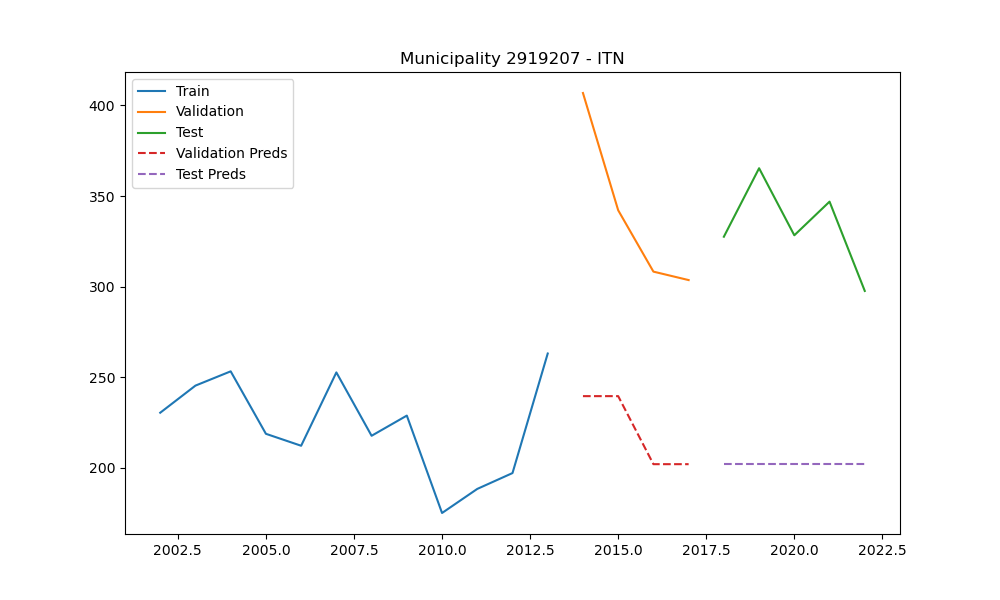 Municipality 2919207 - ITN
Train
Validation
Test
Validation Preds
Test Preds
400
350
300
250
200
2002.5 2005.0 2007.5 2010.0 2012.5 2015.0 2017.5 2020.0 2022.5